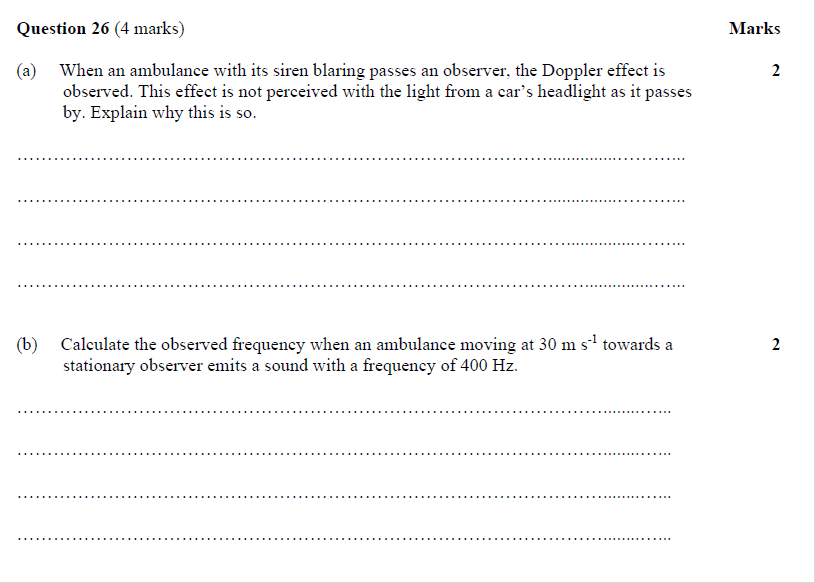 Question 26 (4 marks) Marks
(a) When an ambulance with its siren blaring passes an observer, the Doppler effect is 2
observed. This effect is not perceived with the light from a car's headlight as it passes
by. Explain why this is so.
(b) Calculate the observed frequency when an ambulance moving at 30 m s⁻¹ towards a 2
stationary observer emits a sound with a frequency of 400 Hz.